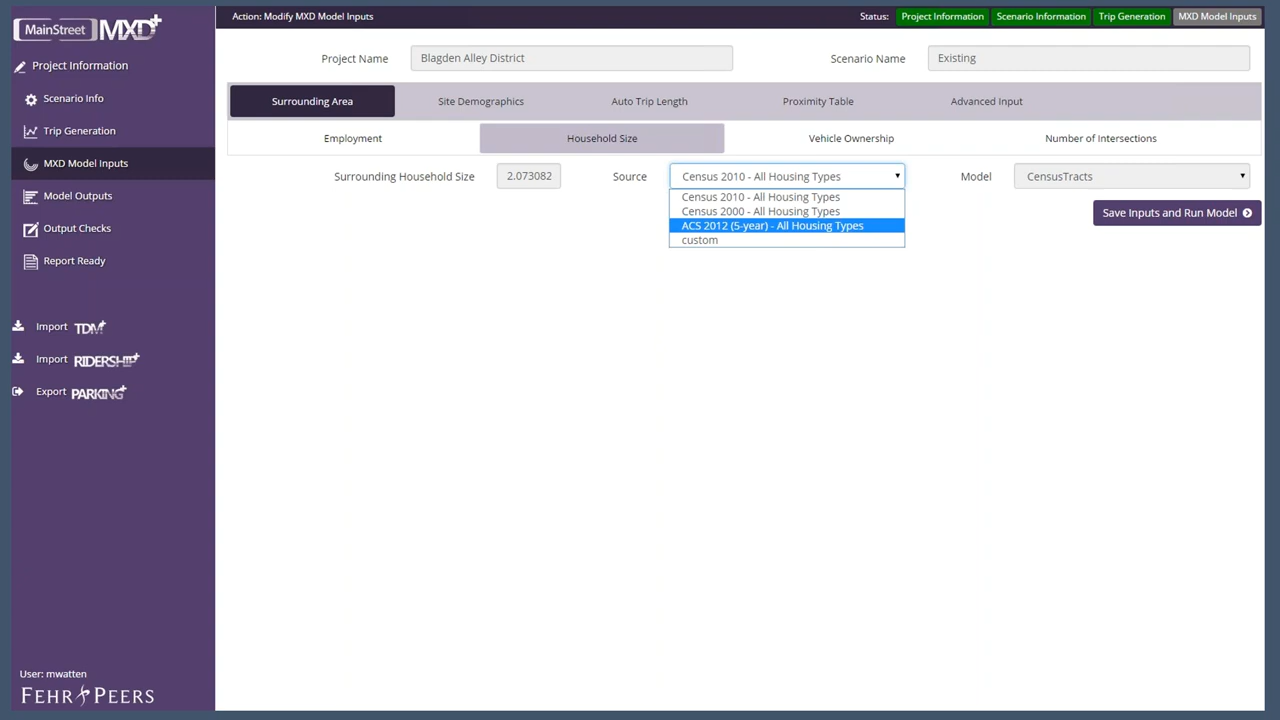 MainStreet MXD+
Action: Modify MXD Model Inputs
Status: Project Information Scenario Information Trip Generation MXD Model Inputs
Project Information
Scenario Info
Trip Generation
MXD Model Inputs
Model Outputs
Output Checks
Report Ready
Import TDM+
Import RIDERSHIP+
Export PARKING+
User: mwatten
FEHR PEERS
Project Name Blagden Alley District Scenario Name Existing
Surrounding Area Site Demographics Auto Trip Length Proximity Table Advanced Input
Employment Household Size Vehicle Ownership Number of Intersections
Surrounding Household Size 2.073082 Source Census 2010 - All Housing Types Model CensusTracts
Census 2010 - All Housing Types
Census 2000 - All Housing Types
ACS 2012 (5-year) - All Housing Types
custom
Save Inputs and Run Model